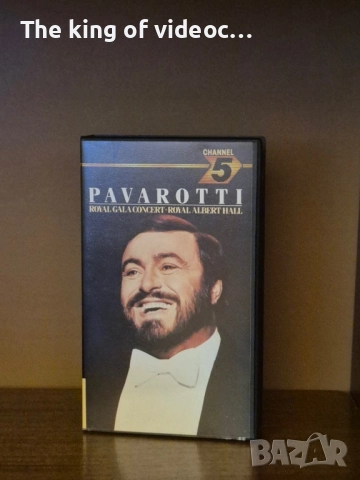 The king of videoc...
CHANNEL
5
PAVAROTTI
ROYAL GALA CONCERT-ROYAL ALBERT HALL
BAZAR